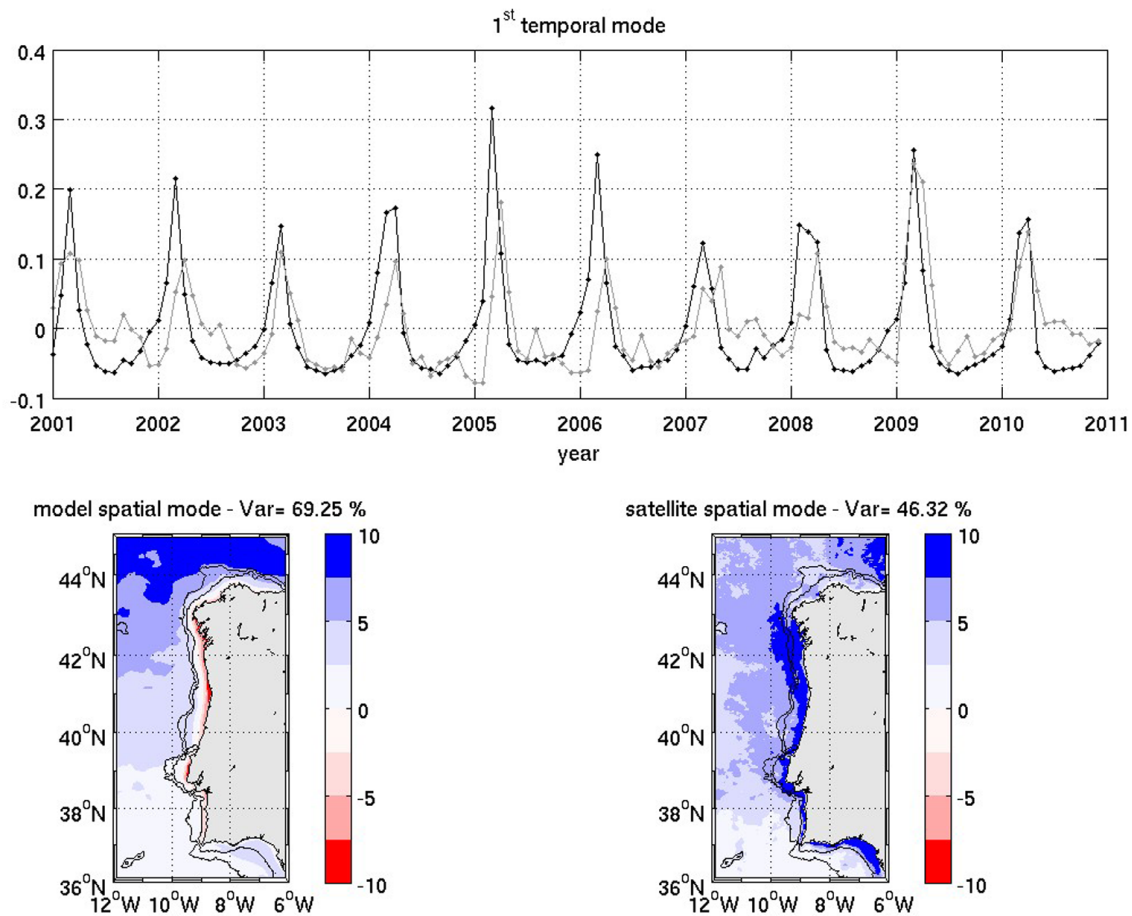 1st temporal mode
0.4
0.3
0.2
0.1
0
-0.1
2001 2002 2003 2004 2005 2006 2007 2008 2009 2010 2011
year
model spatial mode - Var= 69.25 %
44°N
42°N
40°N
38°N
36°N
12°W 10°W 8°W 6°W
10
5
0
-5
-10
satellite spatial mode - Var= 46.32 %
44°N
42°N
40°N
38°N
36°N
12°W 10°W 8°W 6°W
10
5
0
-5
-10